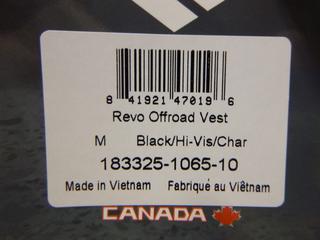 8 41921 47019 6
Revo Offroad Vest
M Black/Hi-Vis/Char
183325-1065-10
Made in Vietnam Fabriqué au Viêtnam
CANADA